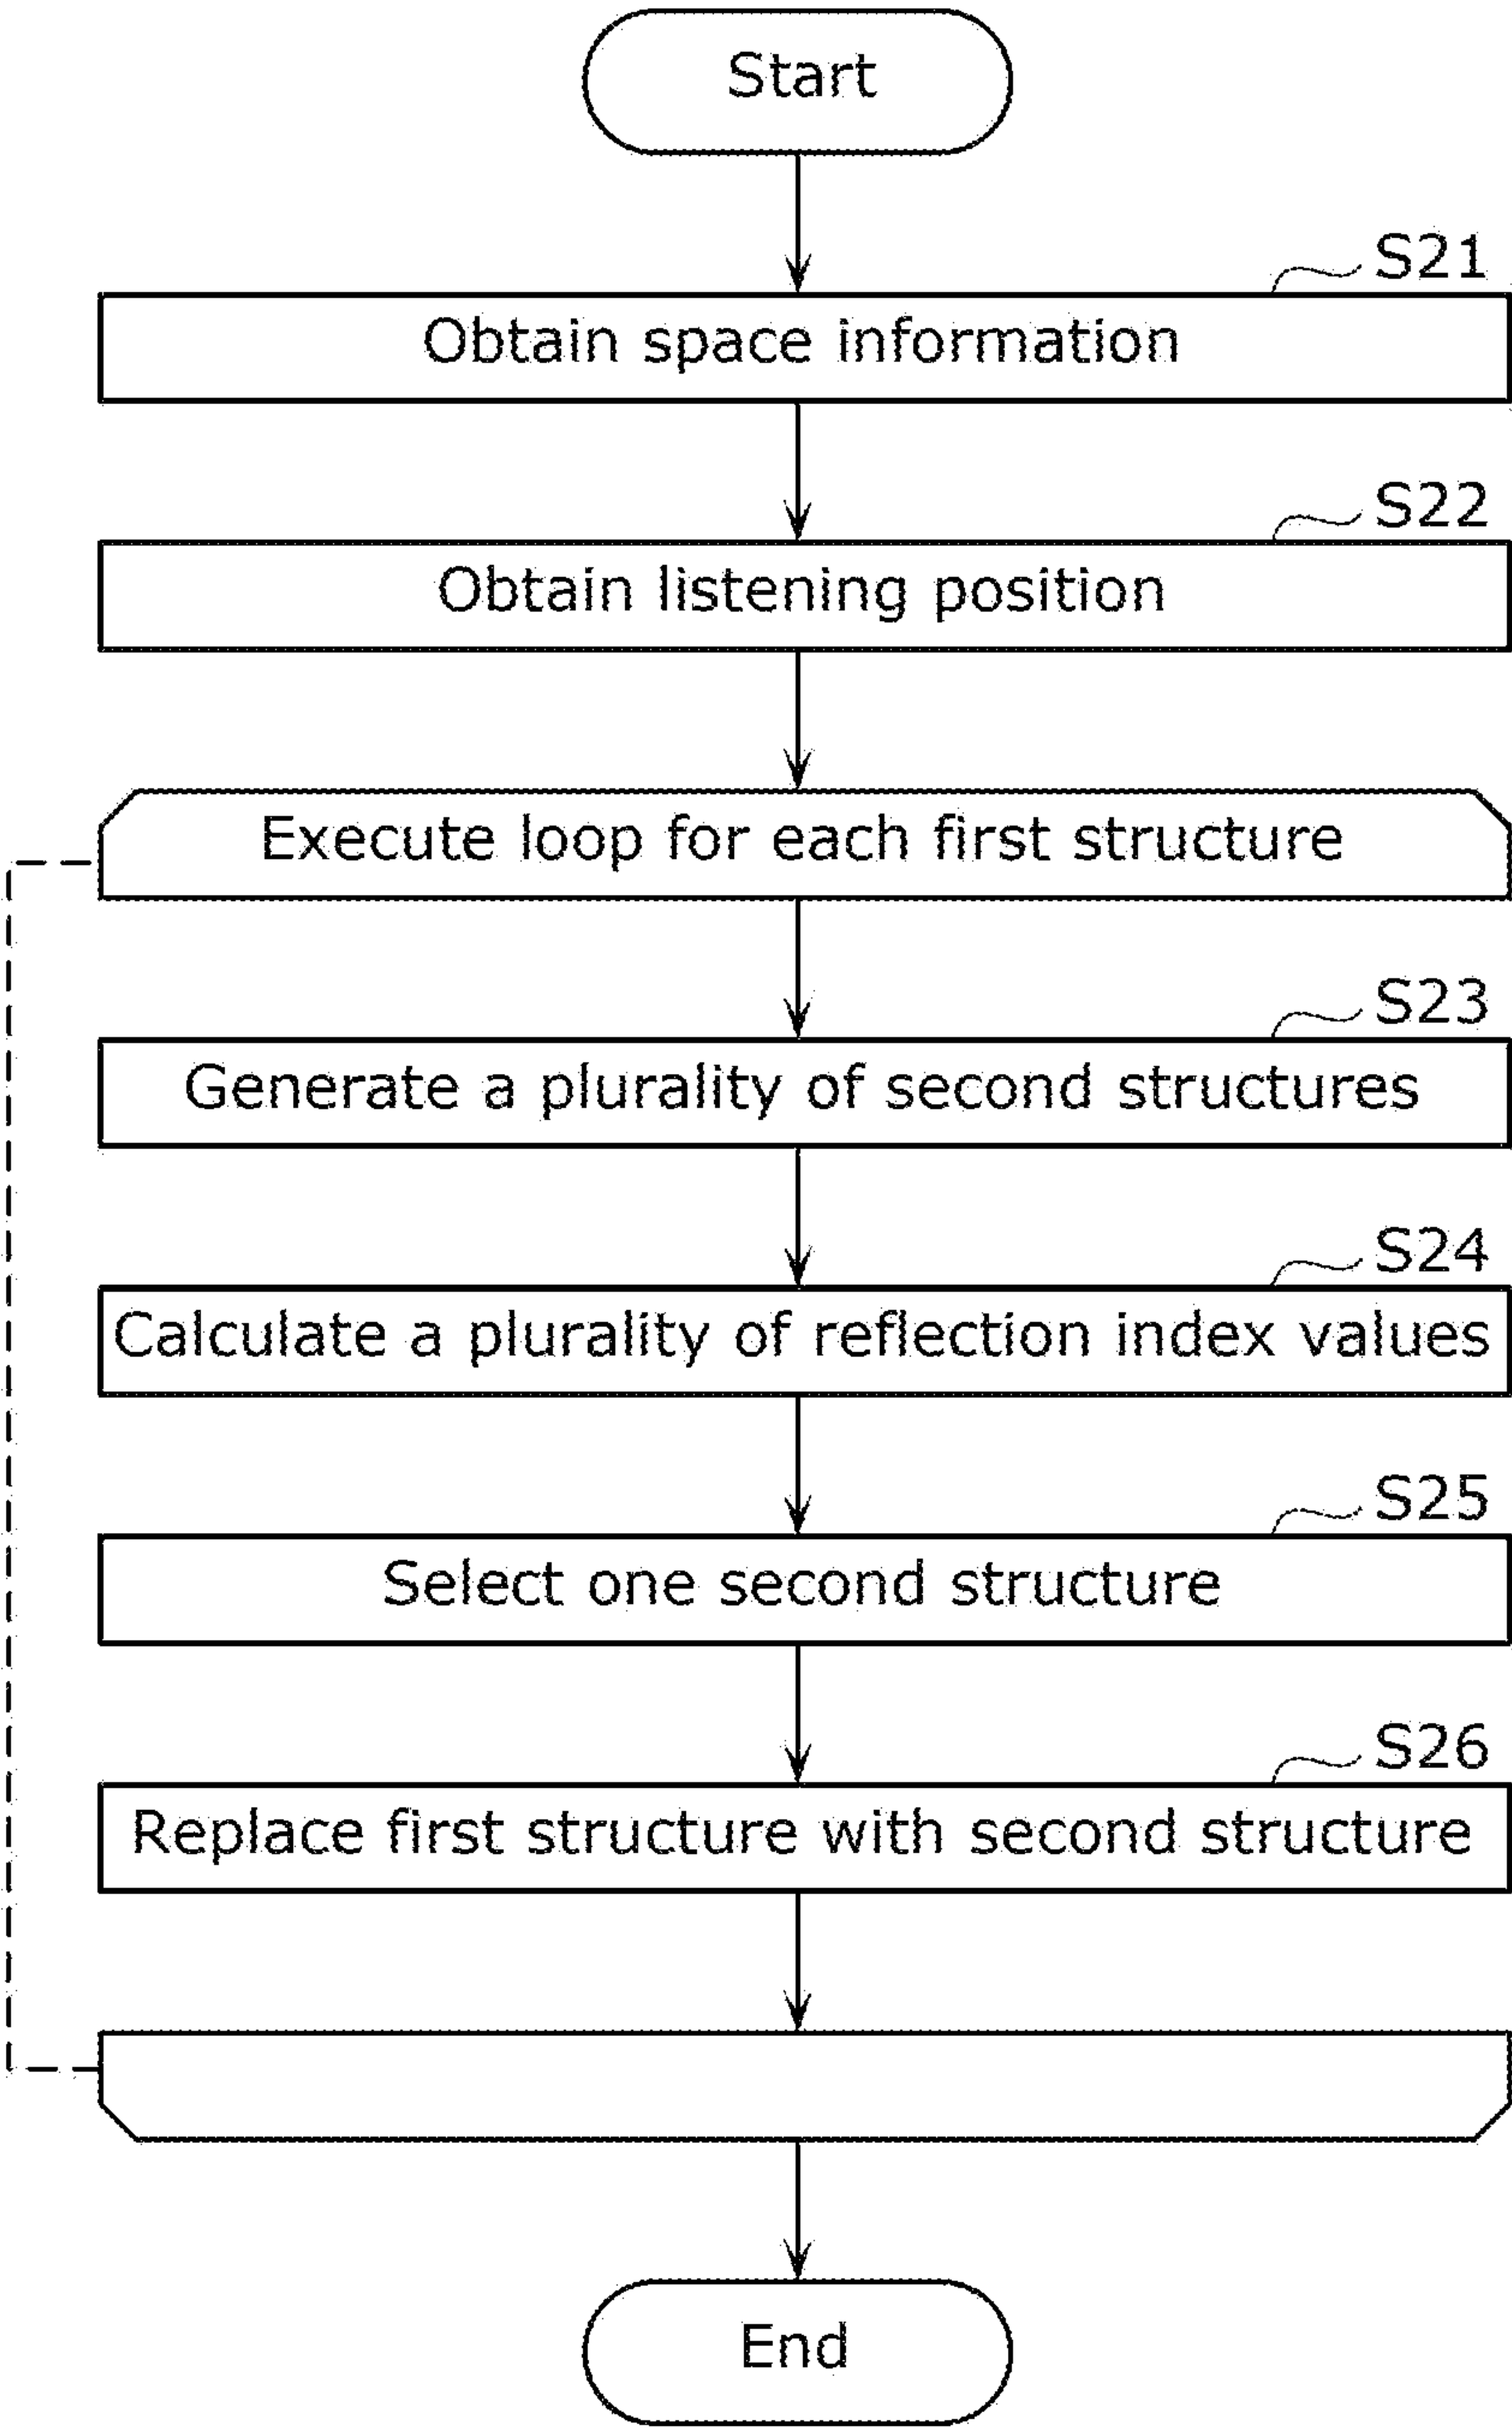 Start
S21
Obtain space information
S22
Obtain listening position
Execute loop for each first structure
S23
Generate a plurality of second structures
S24
Calculate a plurality of reflection index values
S25
Select one second structure
S26
Replace first structure with second structure
End